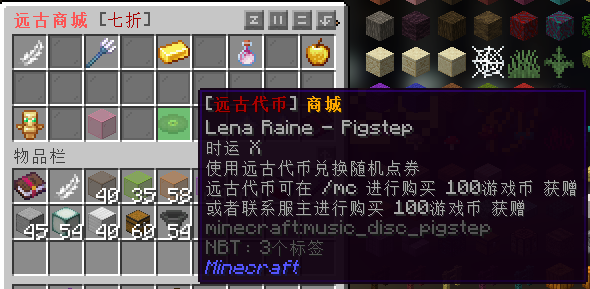 远古商城 [七折]
[远古代币] 商城
Lena Raine - Pigstep
时运 X
使用远古代币兑换随机点券
远古代币可在 /mc 进行购买 100游戏币 获赠
或者联系服主进行购买 100游戏币 获赠
minecraft:music_disc_pigstep
NBT: 3个标签
Minecraft
物品栏
40 35 58
45 54 40 60 54